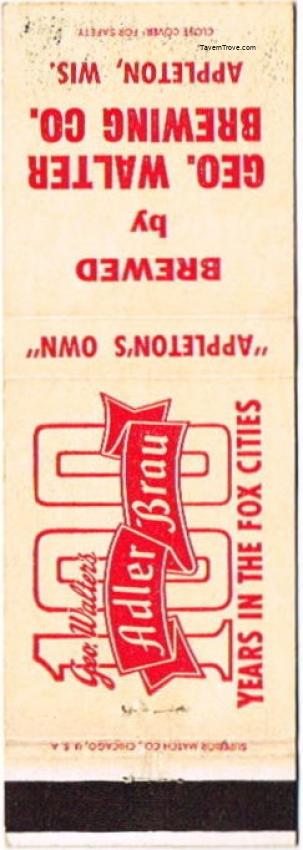 TavernTrove.com
CLOSE COVER FOR SAFETY
APPLETON, WIS.
GEO. WALTER
BREWING CO.
by
BREWED
"APPLETON'S OWN"
100
Geo. Walter's
Adler Brau
YEARS IN THE FOX CITIES
SUPERIOR MATCH CO., CHICAGO, U.S.A.